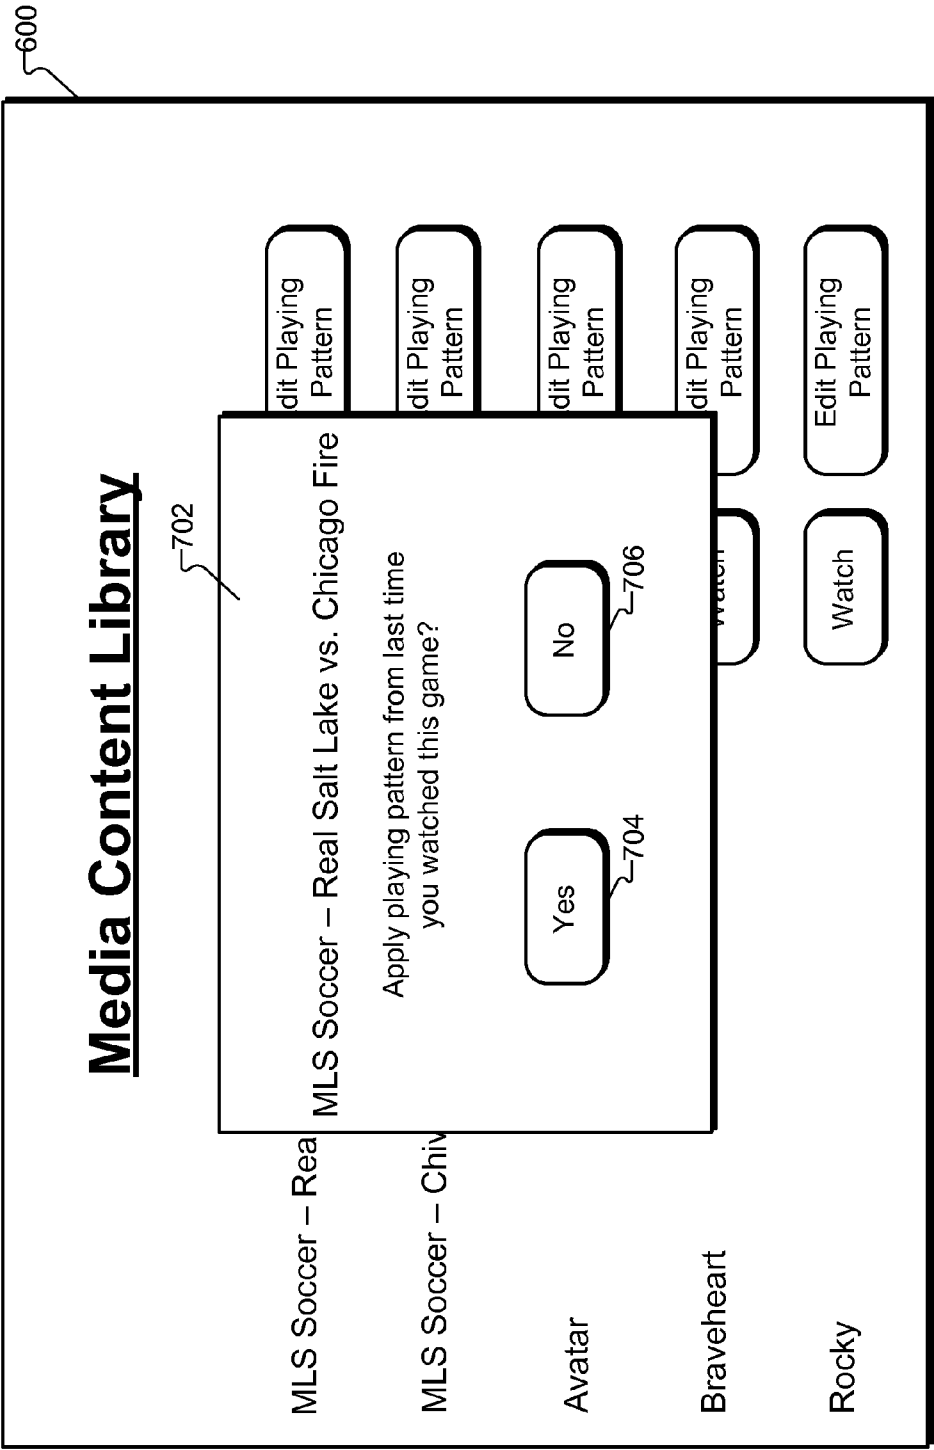 600
Media Content Library
702
MLS Soccer – Rea
MLS Soccer – Real Salt Lake vs. Chicago Fire
dit Playing
Pattern
Apply playing pattern from last time
you watched this game?
MLS Soccer – Chiv
dit Playing
Pattern
Avatar
Yes
No
dit Playing
Pattern
704
706
Braveheart
Watch
dit Playing
Pattern
Rocky
Watch
Edit Playing
Pattern